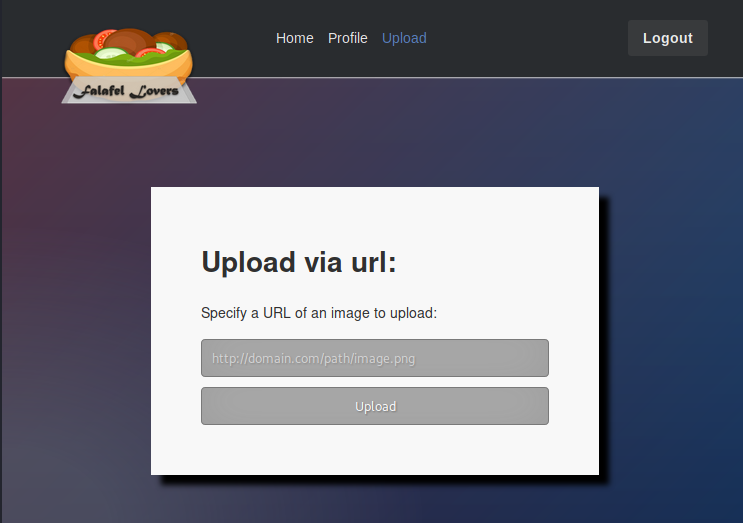 Home Profile Upload Logout
Falafel Lovers
Upload via url:
Specify a URL of an image to upload:
http://domain.com/path/image.png
Upload